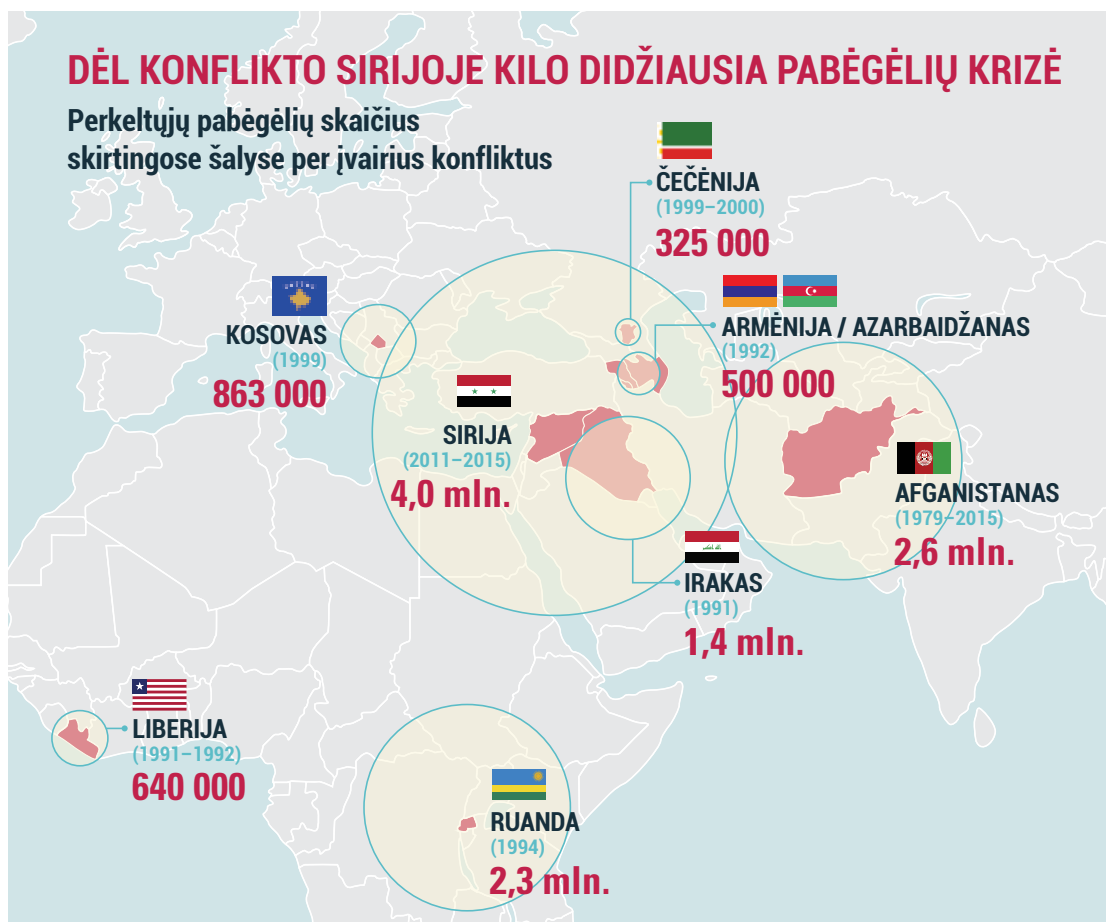 DĖL KONFLIKTO SIRIJOJE KILO DIDŽIAUSIA PABĖGĖLIŲ KRIZĖ
Perkeltųjų pabėgėlių skaičius
skirtingose šalyse per įvairius konfliktus
ČEČĖNIJA
(1999–2000)
325 000
KOSOVAS
(1999)
863 000
ARMĖNIJA / AZARBAIDŽANAS
(1992)
500 000
SIRIJA
(2011–2015)
4,0 mln.
AFGANISTANAS
(1979–2015)
2,6 mln.
IRAKAS
(1991)
1,4 mln.
LIBERIJA
(1991–1992)
640 000
RUANDA
(1994)
2,3 mln.